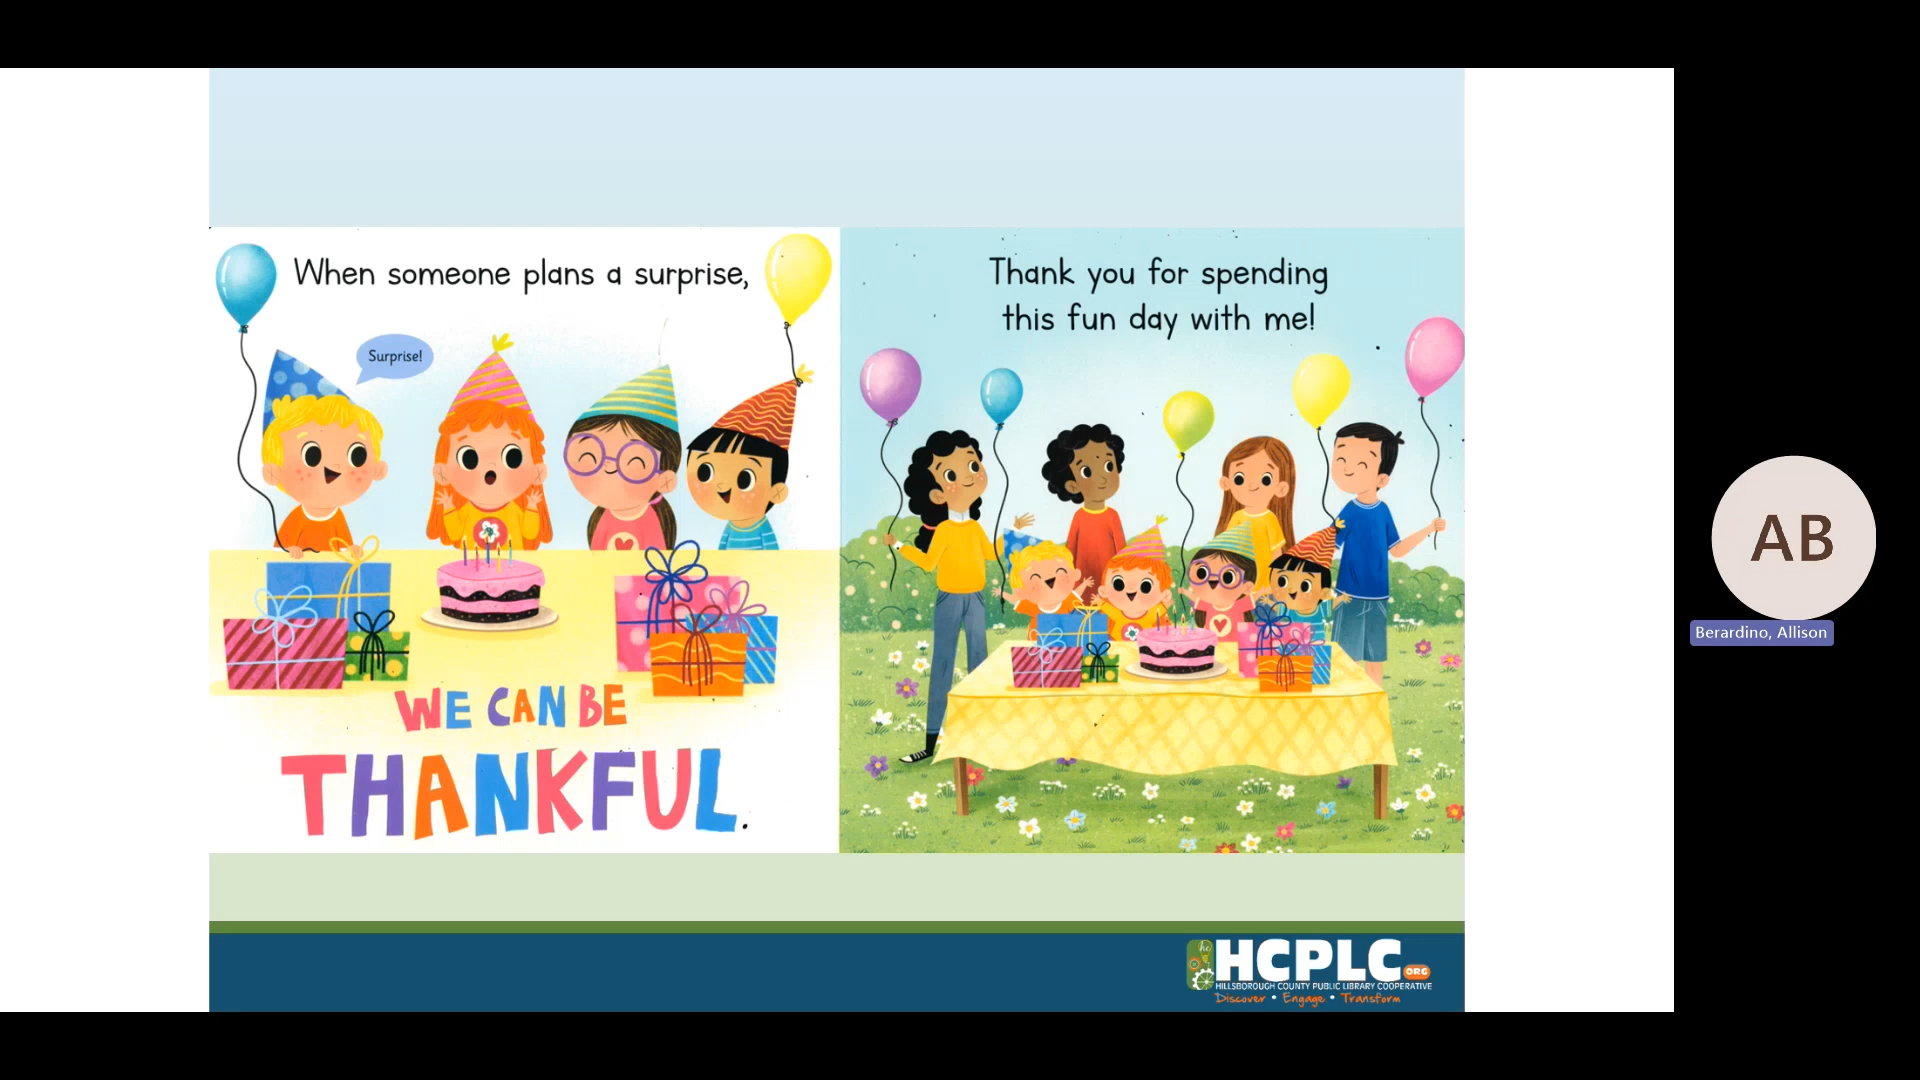 When someone plans a surprise,
Surprise!
WE CAN BE
THANKFUL.
Thank you for spending
this fun day with me!
AB
Berardino, Allison
hc
HCPLC.ORG
HILLSBOROUGH COUNTY PUBLIC LIBRARY COOPERATIVE
Discover • Engage • Transform